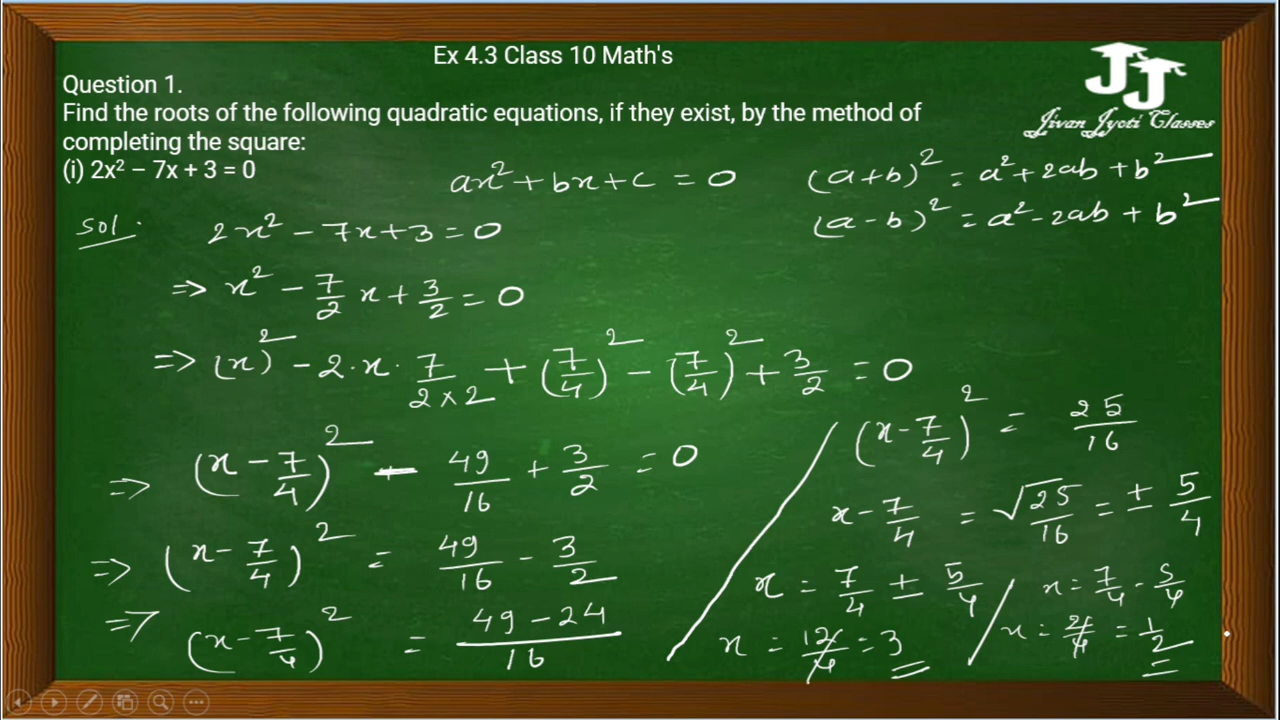 Ex 4.3 Class 10 Math's
JJ
Jivan Jyoti Classes
Question 1.
Find the roots of the following quadratic equations, if they exist, by the method of
completing the square:
(i) 2x² – 7x + 3 = 0
ax² + bx + c = 0
(a+b)² = a² + 2ab + b²
(a-b)² = a² - 2ab + b²
Sol.
2x² - 7x + 3 = 0
=> x² - 7/2 x + 3/2 = 0
=> (x)² - 2·x· 7/(2×2) + (7/4)² - (7/4)² + 3/2 = 0
=> (x - 7/4)² - 49/16 + 3/2 = 0
=> (x - 7/4)² = 49/16 - 3/2
=> (x - 7/4)² = (49-24)/16
(x - 7/4)² = 25/16
x - 7/4 = √25/16 = ± 5/4
x = 7/4 ± 5/4
x = 12/4 = 3
x = 7/4 - 5/4
x = 2/4 = 1/2